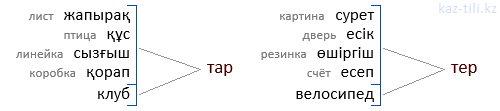 kaz-tili.kz
лист жапырақ
птица құс
линейка сызғыш
коробка қорап
клуб
тар
картина сурет
дверь есік
резинка өшіргіш
счёт есеп
велосипед
тер